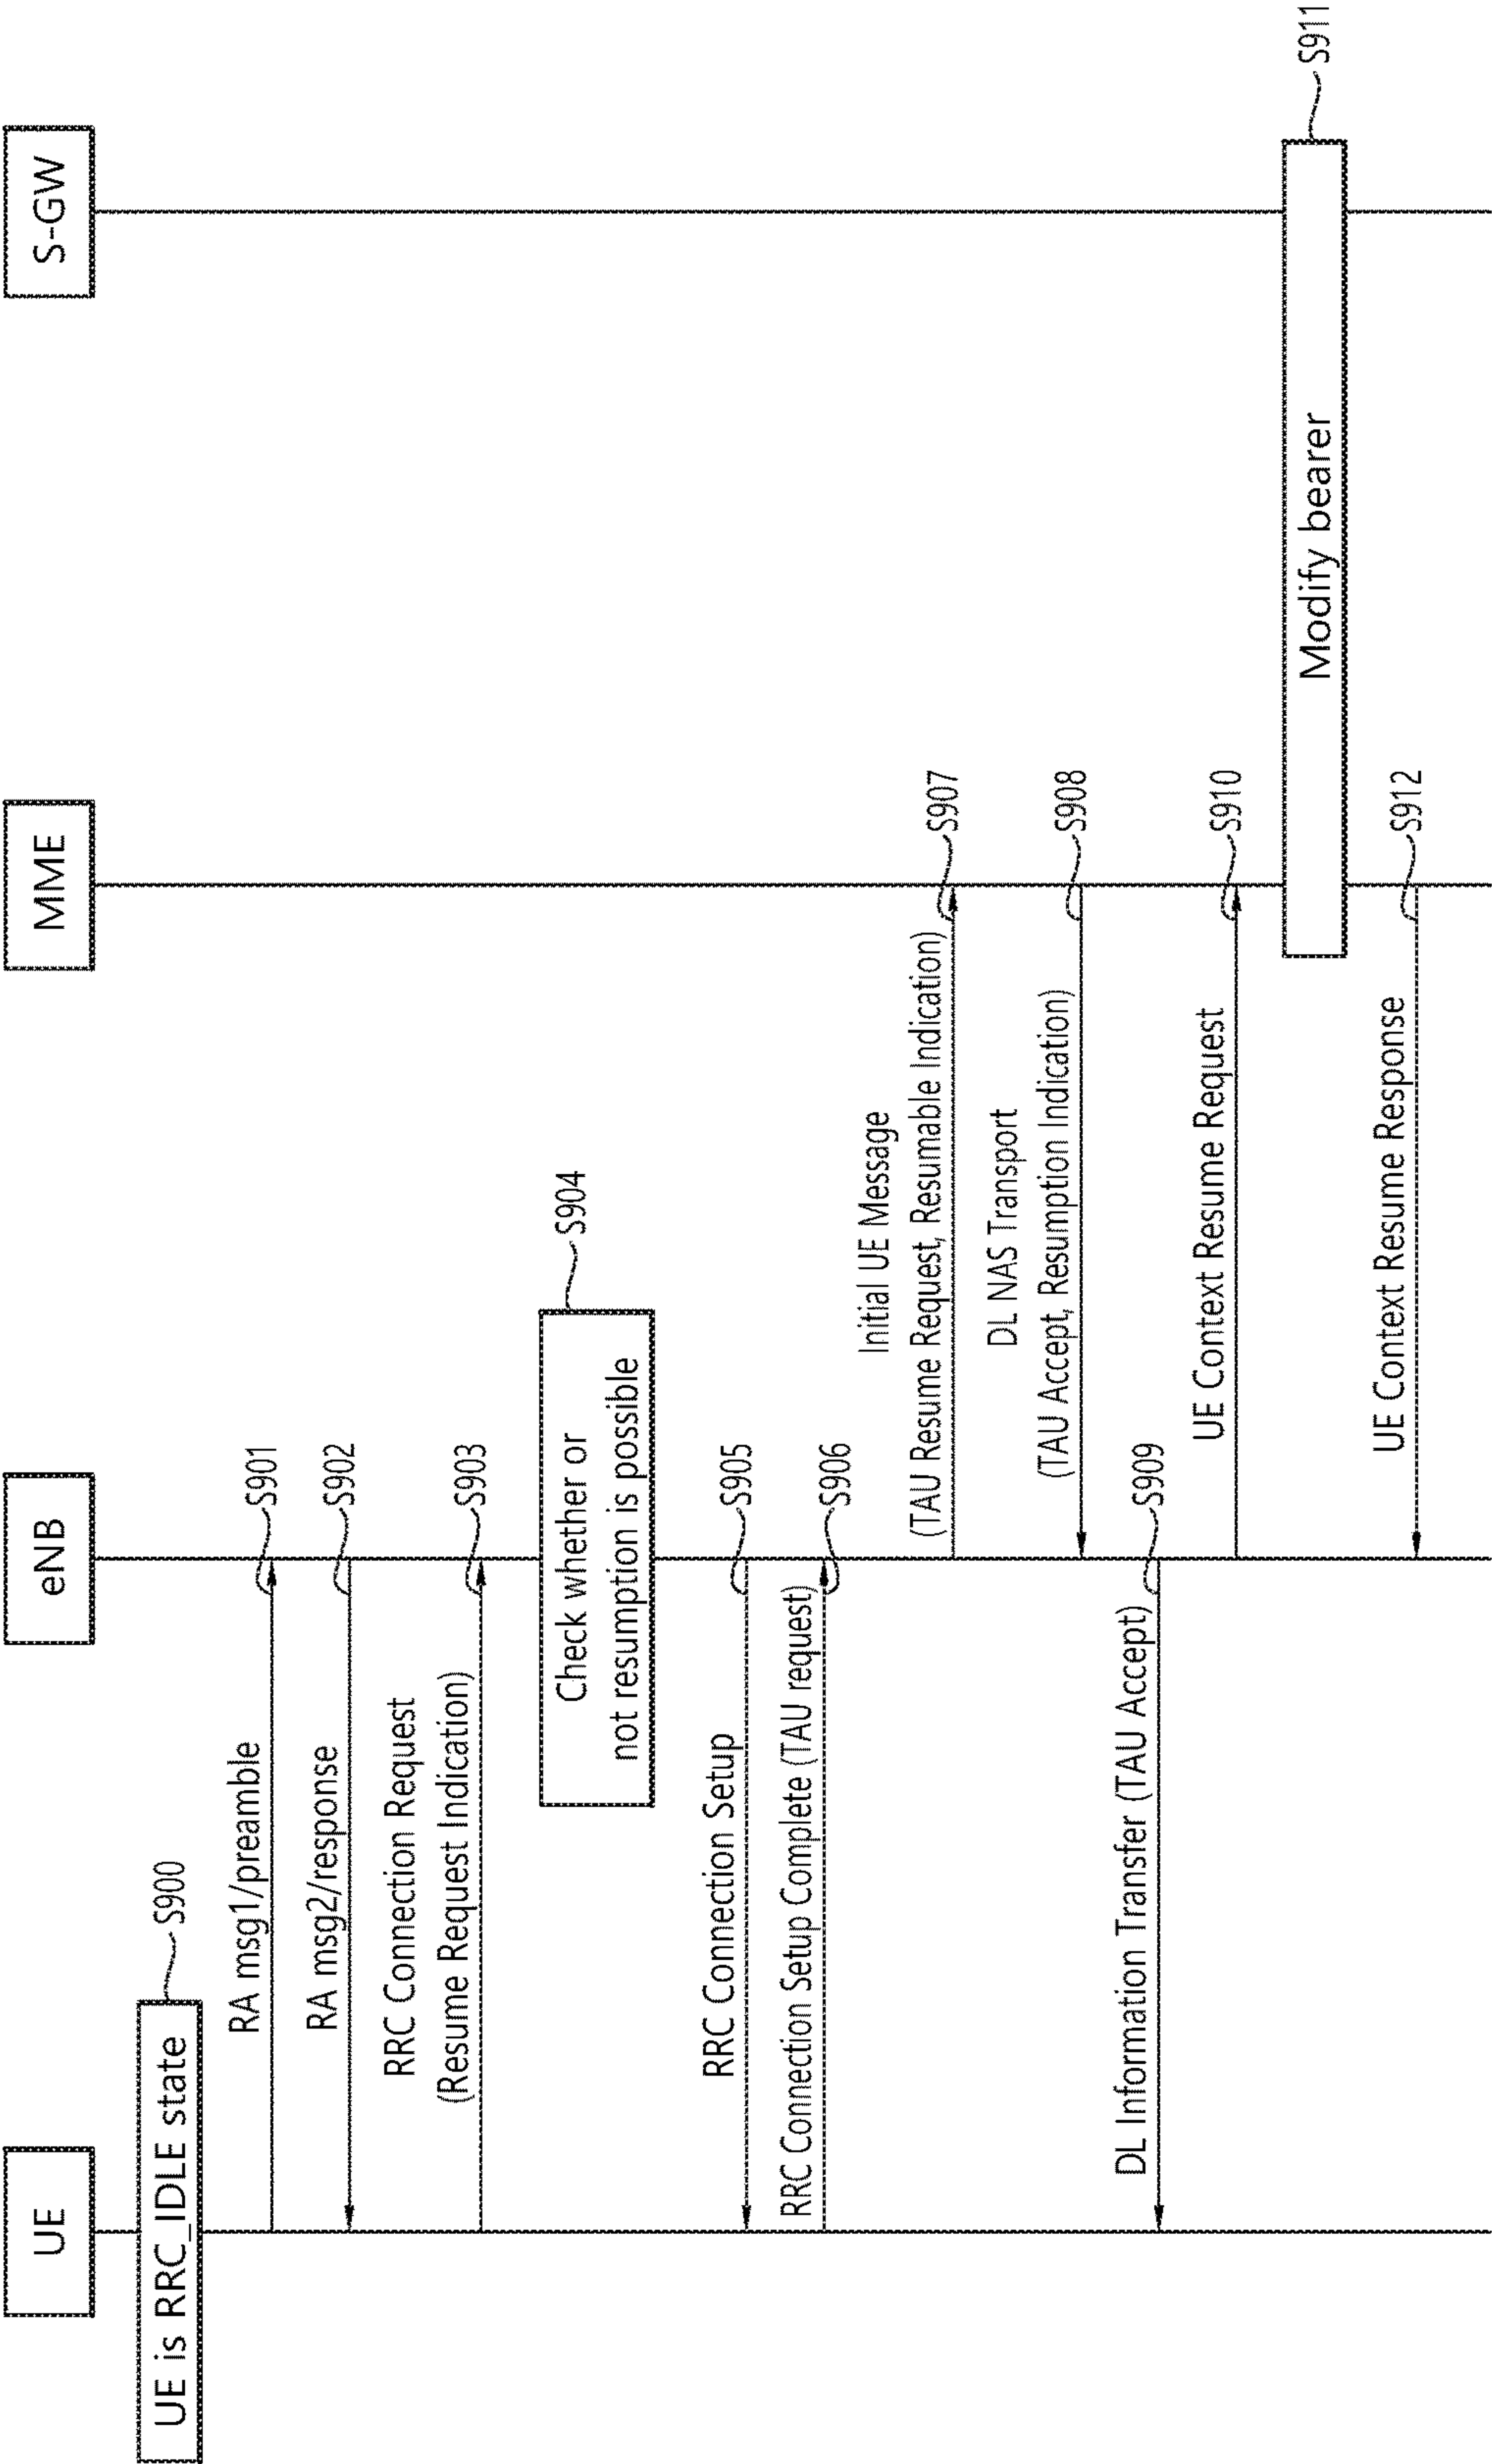 UE
eNB
MME
S-GW
UE is RRC_IDLE state
S900
RA msg1/preamble
S901
RA msg2/response
S902
RRC Connection Request
(Resume Request Indication)
S903
Check whether or
not resumption is possible
S904
RRC Connection Setup
S905
RRC Connection Setup Complete (TAU request)
S906
Initial UE Message
(TAU Resume Request, Resumable Indication)
S907
DL NAS Transport
(TAU Accept, Resumption Indication)
S908
DL Information Transfer (TAU Accept)
S909
UE Context Resume Request
S910
Modify bearer
S911
UE Context Resume Response
S912